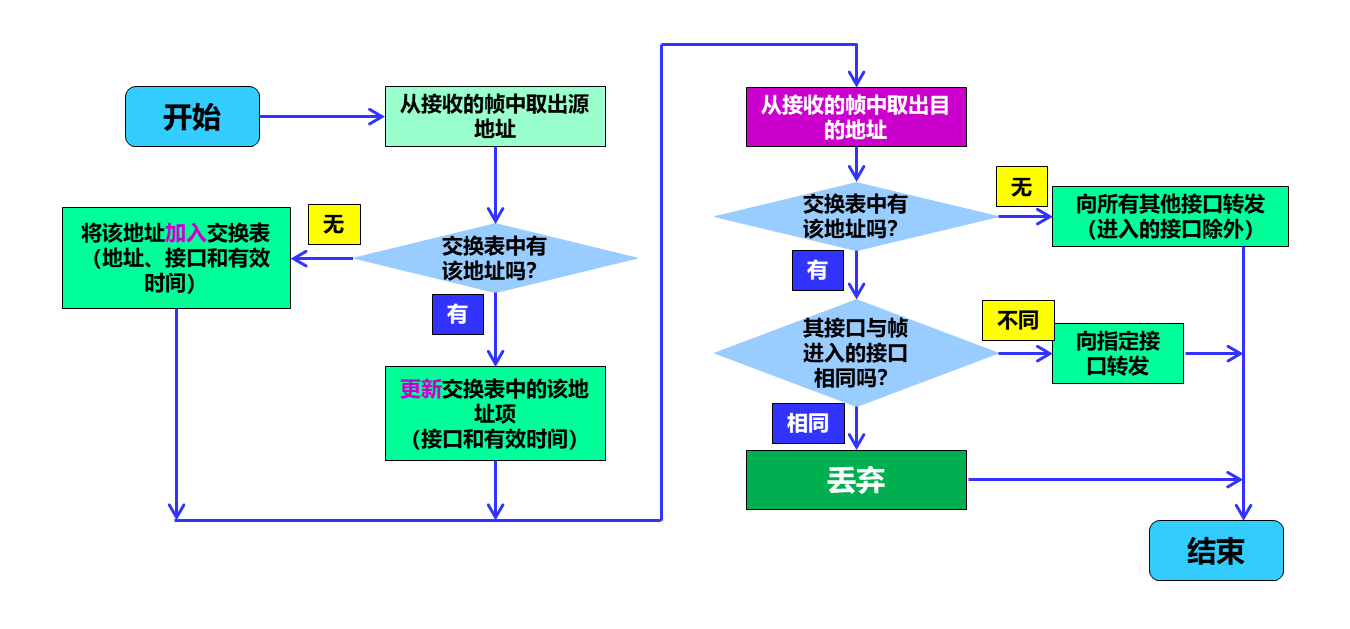 开始
从接收的帧中取出源
地址
交换表中有
该地址吗？
无
将该地址加入交换表
（地址、接口和有效
时间）
有
更新交换表中的该地
址项
（接口和有效时间）
从接收的帧中取出目
的地址
交换表中有
该地址吗？
无
向所有其他接口转发
（进入的接口除外）
有
其接口与帧
进入的接口
相同吗？
不同
向指定接
口转发
相同
丢弃
结束